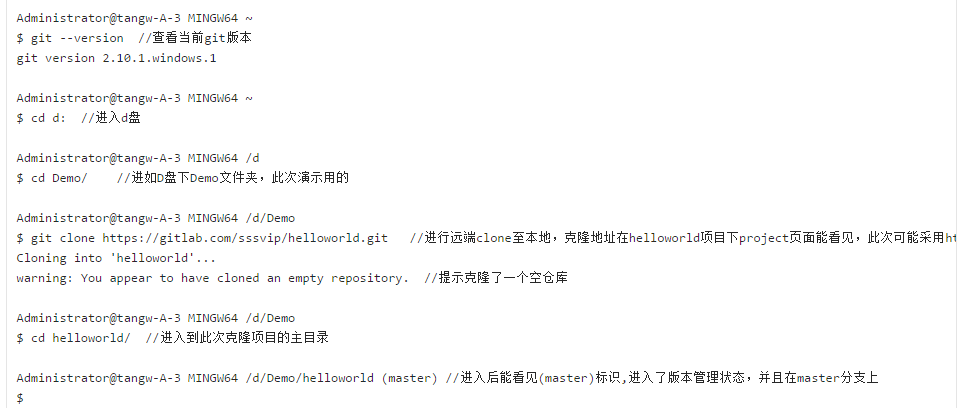 Administrator@tangw-A-3 MINGW64 ~
$ git --version  //查看当前git版本
git version 2.10.1.windows.1
Administrator@tangw-A-3 MINGW64 ~
$ cd d:  //进入d盘
Administrator@tangw-A-3 MINGW64 /d
$ cd Demo/    //进如D盘下Demo文件夹，此次演示用的
Administrator@tangw-A-3 MINGW64 /d/Demo
$ git clone https://gitlab.com/sssvip/helloworld.git   //进行远端clone至本地，克隆地址在helloworld项目下project页面能看见，此次可能采用ht
Cloning into 'helloworld'...
warning: You appear to have cloned an empty repository.  //提示克隆了一个空仓库
Administrator@tangw-A-3 MINGW64 /d/Demo
$ cd helloworld/  //进入到此次克隆项目的主目录
Administrator@tangw-A-3 MINGW64 /d/Demo/helloworld (master) //进入后能看见(master)标识,进入了版本管理状态，并且在master分支上
$